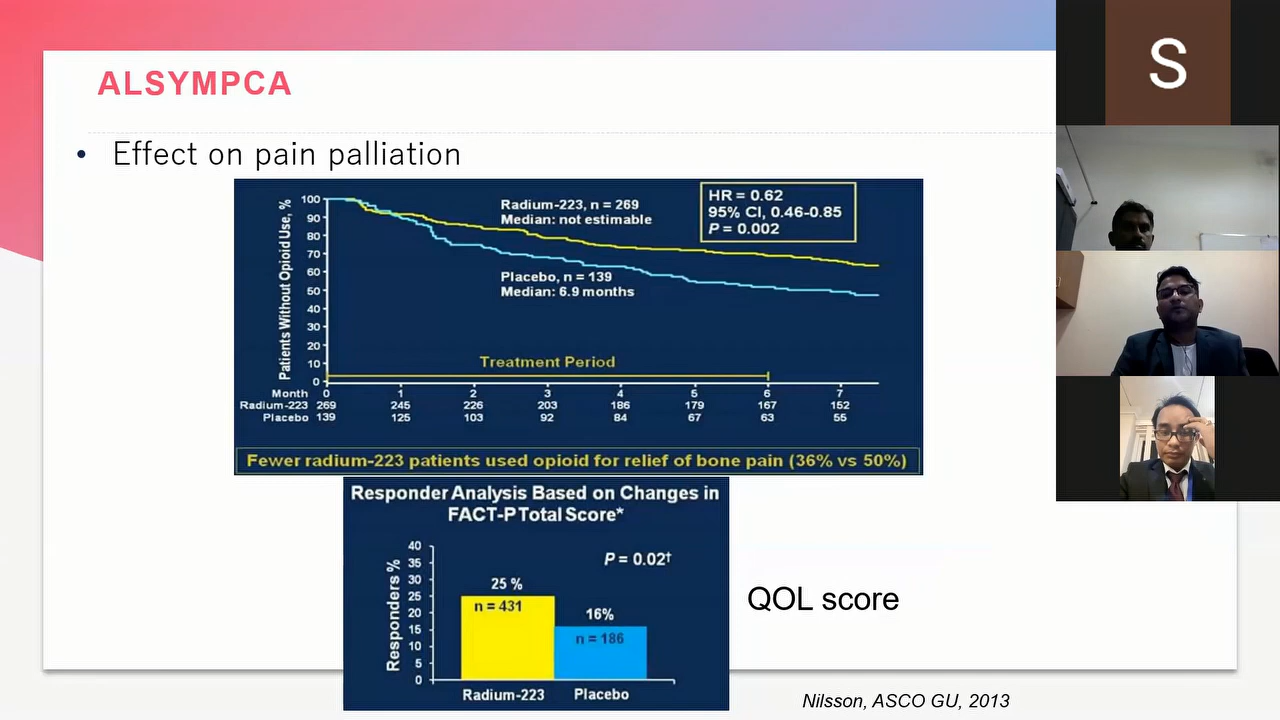 ALSYMPCA
• Effect on pain palliation
Patients Without Opioid Use, %
100
90
80
70
60
50
40
30
20
10
0
Radium-223, n = 269
Median: not estimable
HR = 0.62
95% CI, 0.46-0.85
P = 0.002
Placebo, n = 139
Median: 6.9 months
Treatment Period
Month 0 1 2 3 4 5 6 7
Radium-223 269 245 226 203 186 179 167 152
Placebo 139 125 103 92 84 67 63 55
Fewer radium-223 patients used opioid for relief of bone pain (36% vs 50%)
Responder Analysis Based on Changes in
FACT-P Total Score*
Responders %
40
35
30
25
20
15
10
5
0
P = 0.02†
25 %
n = 431
16%
n = 186
Radium-223 Placebo
QOL score
Nilsson, ASCO GU, 2013
S